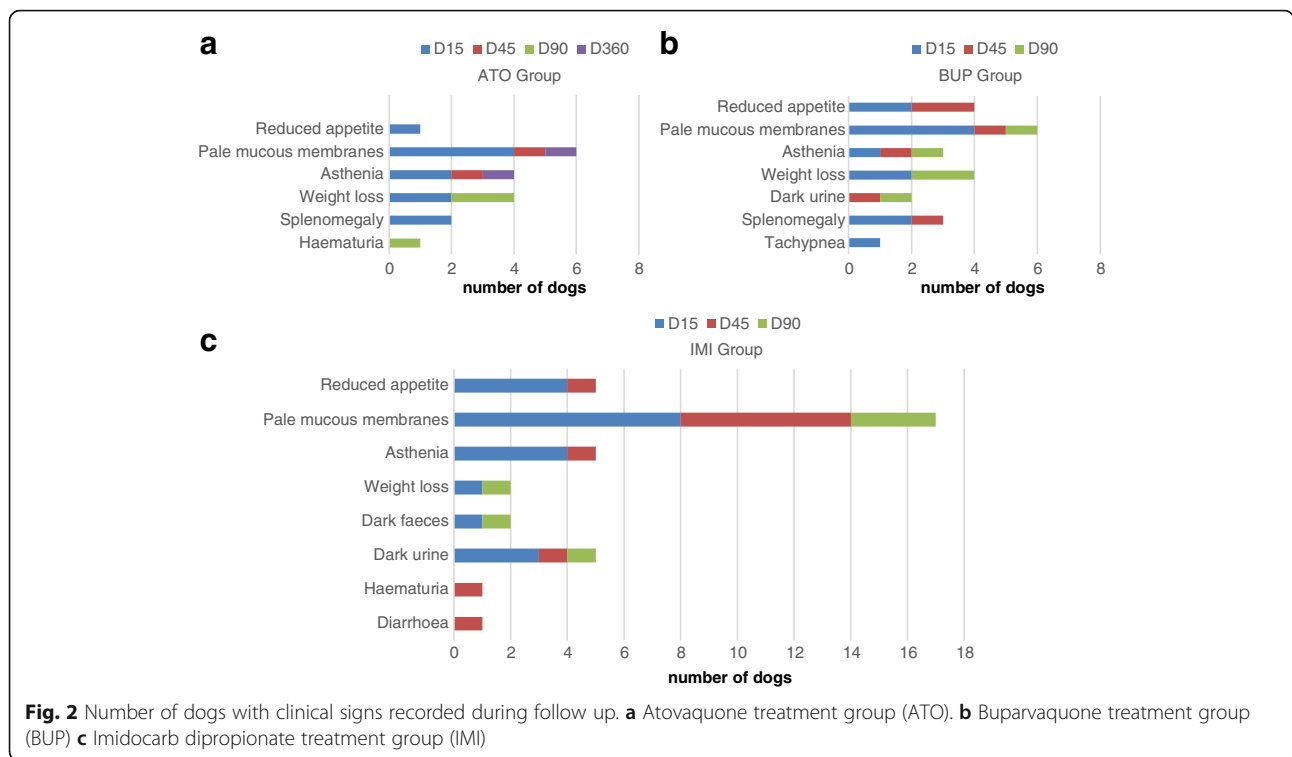 a
D15 D45 D90 D360
ATO Group
Reduced appetite
Pale mucous membranes
Asthenia
Weight loss
Splenomegaly
Haematuria
0 2 4 6 8
number of dogs
b
D15 D45 D90
BUP Group
Reduced appetite
Pale mucous membranes
Asthenia
Weight loss
Dark urine
Splenomegaly
Tachypnea
0 2 4 6 8
number of dogs
c
D15 D45 D90
IMI Group
Reduced appetite
Pale mucous membranes
Asthenia
Weight loss
Dark faeces
Dark urine
Haematuria
Diarrhoea
0 2 4 6 8 10 12 14 16 18
number of dogs
Fig. 2 Number of dogs with clinical signs recorded during follow up. a Atovaquone treatment group (ATO). b Buparvaquone treatment group
(BUP) c Imidocarb dipropionate treatment group (IMI)